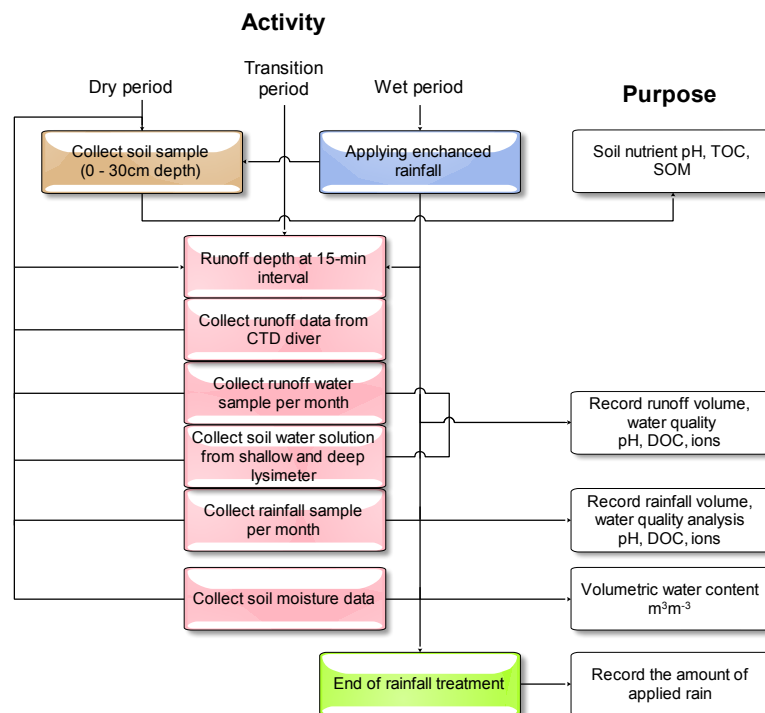 Activity
Transition
period
Dry period
Wet period
Purpose
Collect soil sample
(0 - 30cm depth)
Applying enchanced
rainfall
Soil nutrient pH, TOC,
SOM
Runoff depth at 15-min
interval
Collect runoff data from
CTD diver
Collect runoff water
sample per month
Collect soil water solution
from shallow and deep
lysimeter
Record runoff volume,
water quality
pH, DOC, ions
Collect rainfall sample
per month
Record rainfall volume,
water quality analysis
pH, DOC, ions
Collect soil moisture data
Volumetric water content
m³m⁻³
End of rainfall treatment
Record the amount of
applied rain